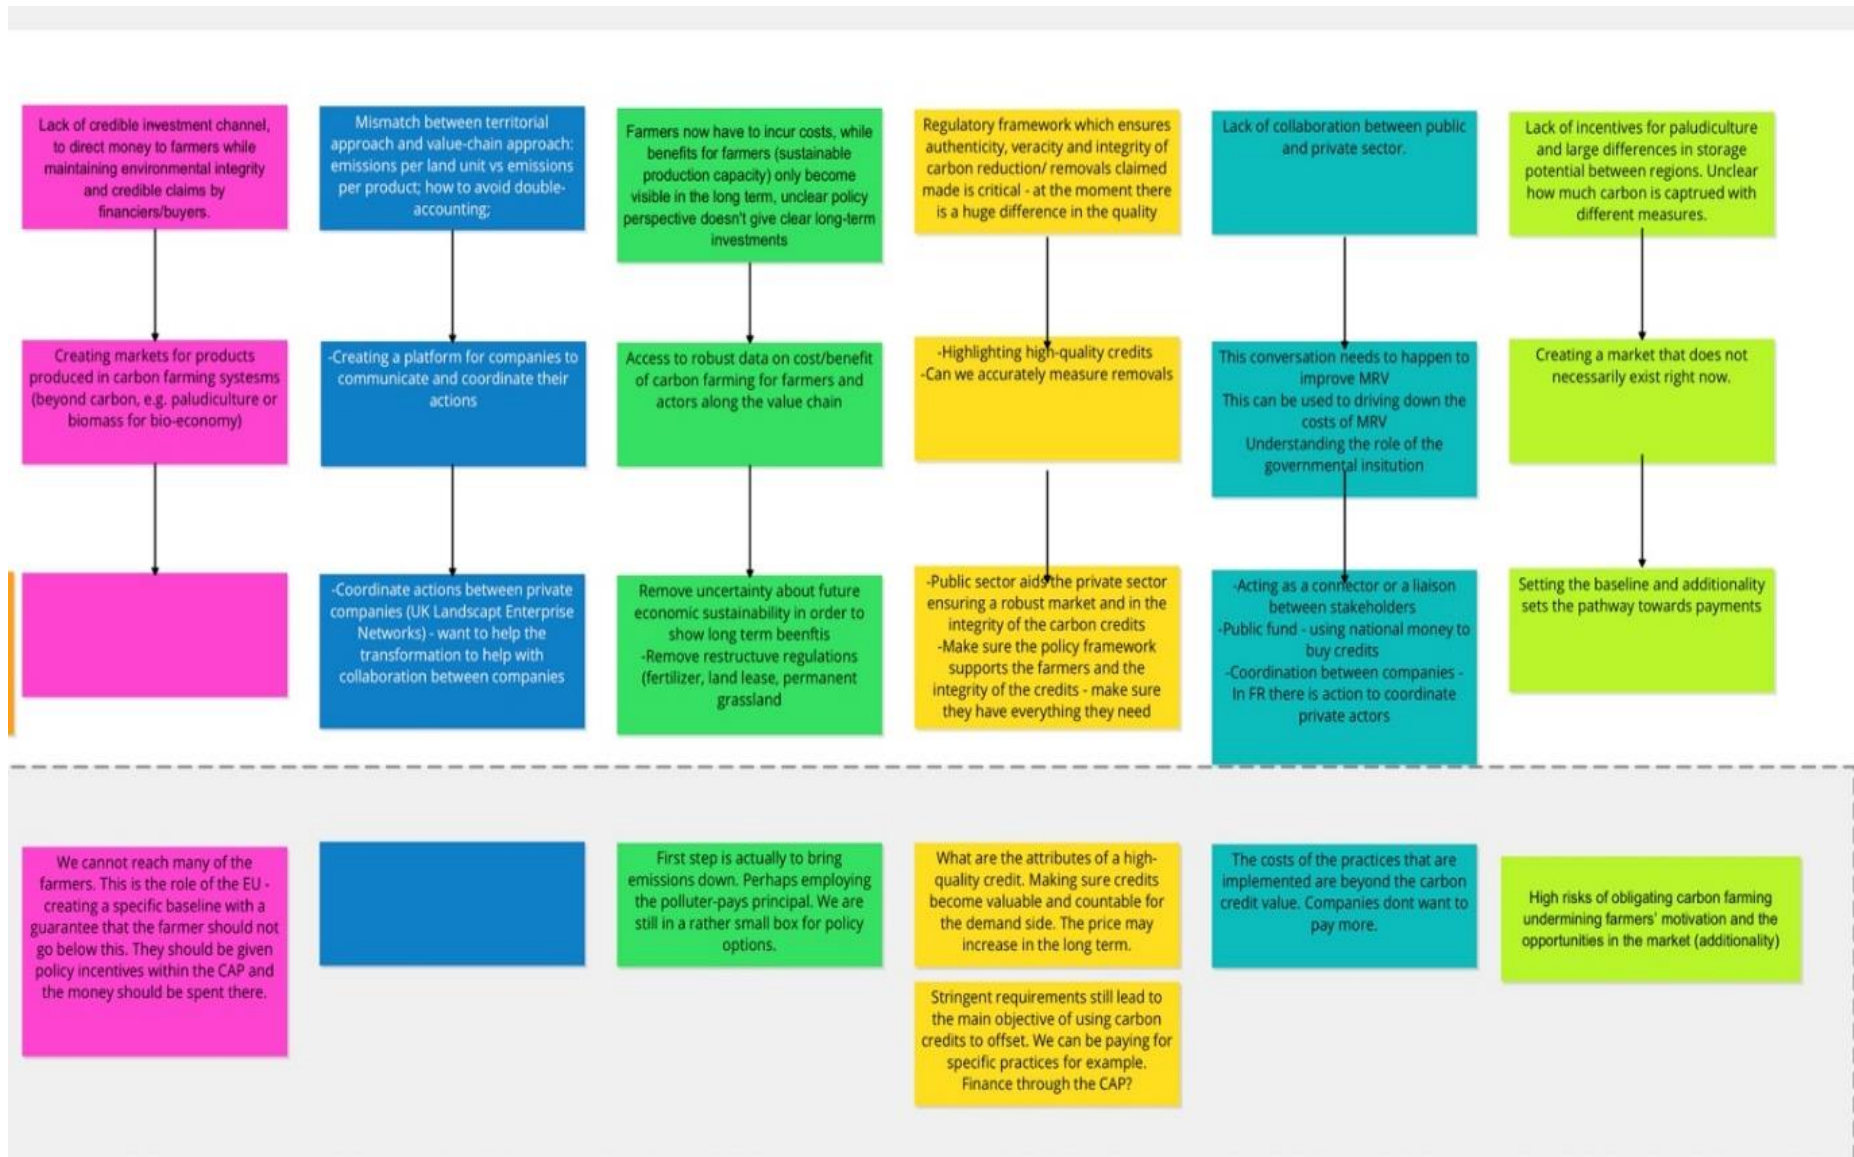 Lack of credible investment channel,
to direct money to farmers while
maintaining environmental integrity
and credible claims by
financiers/buyers.
Mismatch between territorial
approach and value-chain approach:
emissions per land unit vs emissions
per product; how to avoid double-
accounting;
Farmers now have to incur costs, while
benefits for farmers (sustainable
production capacity) only become
visible in the long term, unclear policy
perspective doesn't give clear long-term
investments
Regulatory framework which ensures
authenticity, veracity and integrity of
carbon reduction/ removals claimed
made is critical - at the moment there
is a huge difference in the quality
Lack of collaboration between public
and private sector.
Lack of incentives for paludiculture
and large differences in storage
potential between regions. Unclear
how much carbon is captrued with
different measures.
Creating markets for products
produced in carbon farming systesms
(beyond carbon, e.g. paludiculture or
biomass for bio-economy)
-Creating a platform for companies to
communicate and coordinate their
actions
Access to robust data on cost/benefit
of carbon farming for farmers and
actors along the value chain
-Highlighting high-quality credits
-Can we accurately measure removals
This conversation needs to happen to
improve MRV
This can be used to driving down the
costs of MRV
Understanding the role of the
governmental insitution
Creating a market that does not
necessarily exist right now.
-Coordinate actions between private
companies (UK Landscapt Enterprise
Networks) - want to help the
transformation to help with
collaboration between companies
Remove uncertainty about future
economic sustainability in order to
show long term beenftis
-Remove restructuve regulations
(fertilizer, land lease, permanent
grassland
-Public sector aids the private sector
ensuring a robust market and in the
integrity of the carbon credits
-Make sure the policy framework
supports the farmers and the
integrity of the credits - make sure
they have everything they need
-Acting as a connector or a liaison
between stakeholders
-Public fund - using national money to
buy credits
-Coordination between companies -
In FR there is action to coordinate
private actors
Setting the baseline and additionality
sets the pathway towards payments
We cannot reach many of the
farmers. This is the role of the EU -
creating a specific baseline with a
guarantee that the farmer should not
go below this. They should be given
policy incentives within the CAP and
the money should be spent there.
First step is actually to bring
emissions down. Perhaps employing
the polluter-pays principal. We are
still in a rather small box for policy
options.
What are the attributes of a high-
quality credit. Making sure credits
become valuable and countable for
the demand side. The price may
increase in the long term.
The costs of the practices that are
implemented are beyond the carbon
credit value. Companies dont want to
pay more.
High risks of obligating carbon farming
undermining farmers' motivation and the
opportunities in the market (additionality)
Stringent requirements still lead to
the main objective of using carbon
credits to offset. We can be paying for
specific practices for example.
Finance through the CAP?